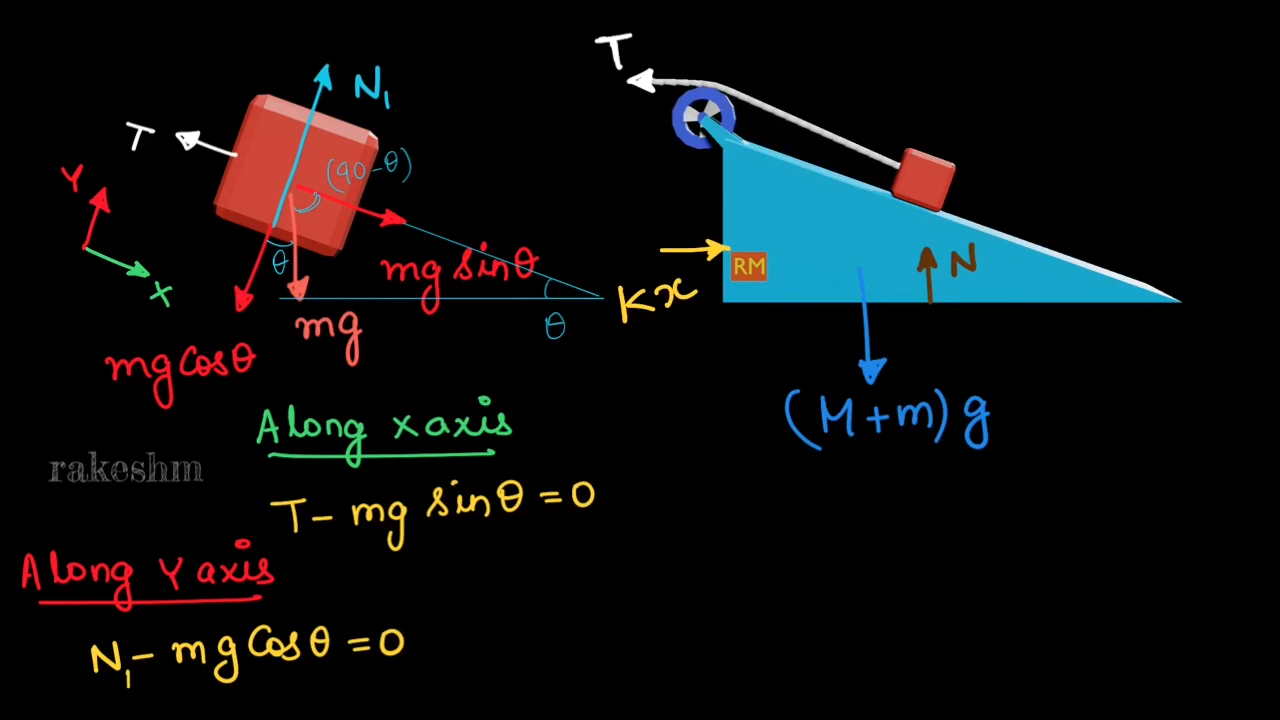 T
N₁
T
(90-θ)
Y
X
θ
mg sinθ
θ
mg
mg cosθ
RM
N
Kx
(M+m)g
Along x axis
rakeshm
T - mg sinθ = 0
Along Y axis
N₁ - mg Cosθ = 0